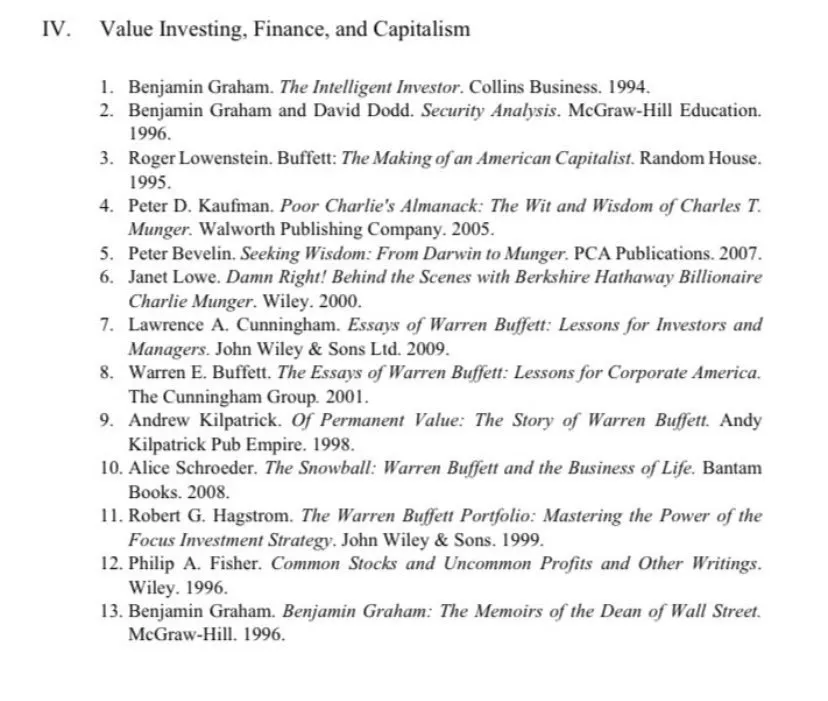 IV. Value Investing, Finance, and Capitalism
1. Benjamin Graham. The Intelligent Investor. Collins Business. 1994.
2. Benjamin Graham and David Dodd. Security Analysis. McGraw-Hill Education.
1996.
3. Roger Lowenstein. Buffett: The Making of an American Capitalist. Random House.
1995.
4. Peter D. Kaufman. Poor Charlie's Almanack: The Wit and Wisdom of Charles T.
Munger. Walworth Publishing Company. 2005.
5. Peter Bevelin. Seeking Wisdom: From Darwin to Munger. PCA Publications. 2007.
6. Janet Lowe. Damn Right! Behind the Scenes with Berkshire Hathaway Billionaire
Charlie Munger. Wiley. 2000.
7. Lawrence A. Cunningham. Essays of Warren Buffett: Lessons for Investors and
Managers. John Wiley & Sons Ltd. 2009.
8. Warren E. Buffett. The Essays of Warren Buffett: Lessons for Corporate America.
The Cunningham Group. 2001.
9. Andrew Kilpatrick. Of Permanent Value: The Story of Warren Buffett. Andy
Kilpatrick Pub Empire. 1998.
10. Alice Schroeder. The Snowball: Warren Buffett and the Business of Life. Bantam
Books. 2008.
11. Robert G. Hagstrom. The Warren Buffett Portfolio: Mastering the Power of the
Focus Investment Strategy. John Wiley & Sons. 1999.
12. Philip A. Fisher. Common Stocks and Uncommon Profits and Other Writings.
Wiley. 1996.
13. Benjamin Graham. Benjamin Graham: The Memoirs of the Dean of Wall Street.
McGraw-Hill. 1996.